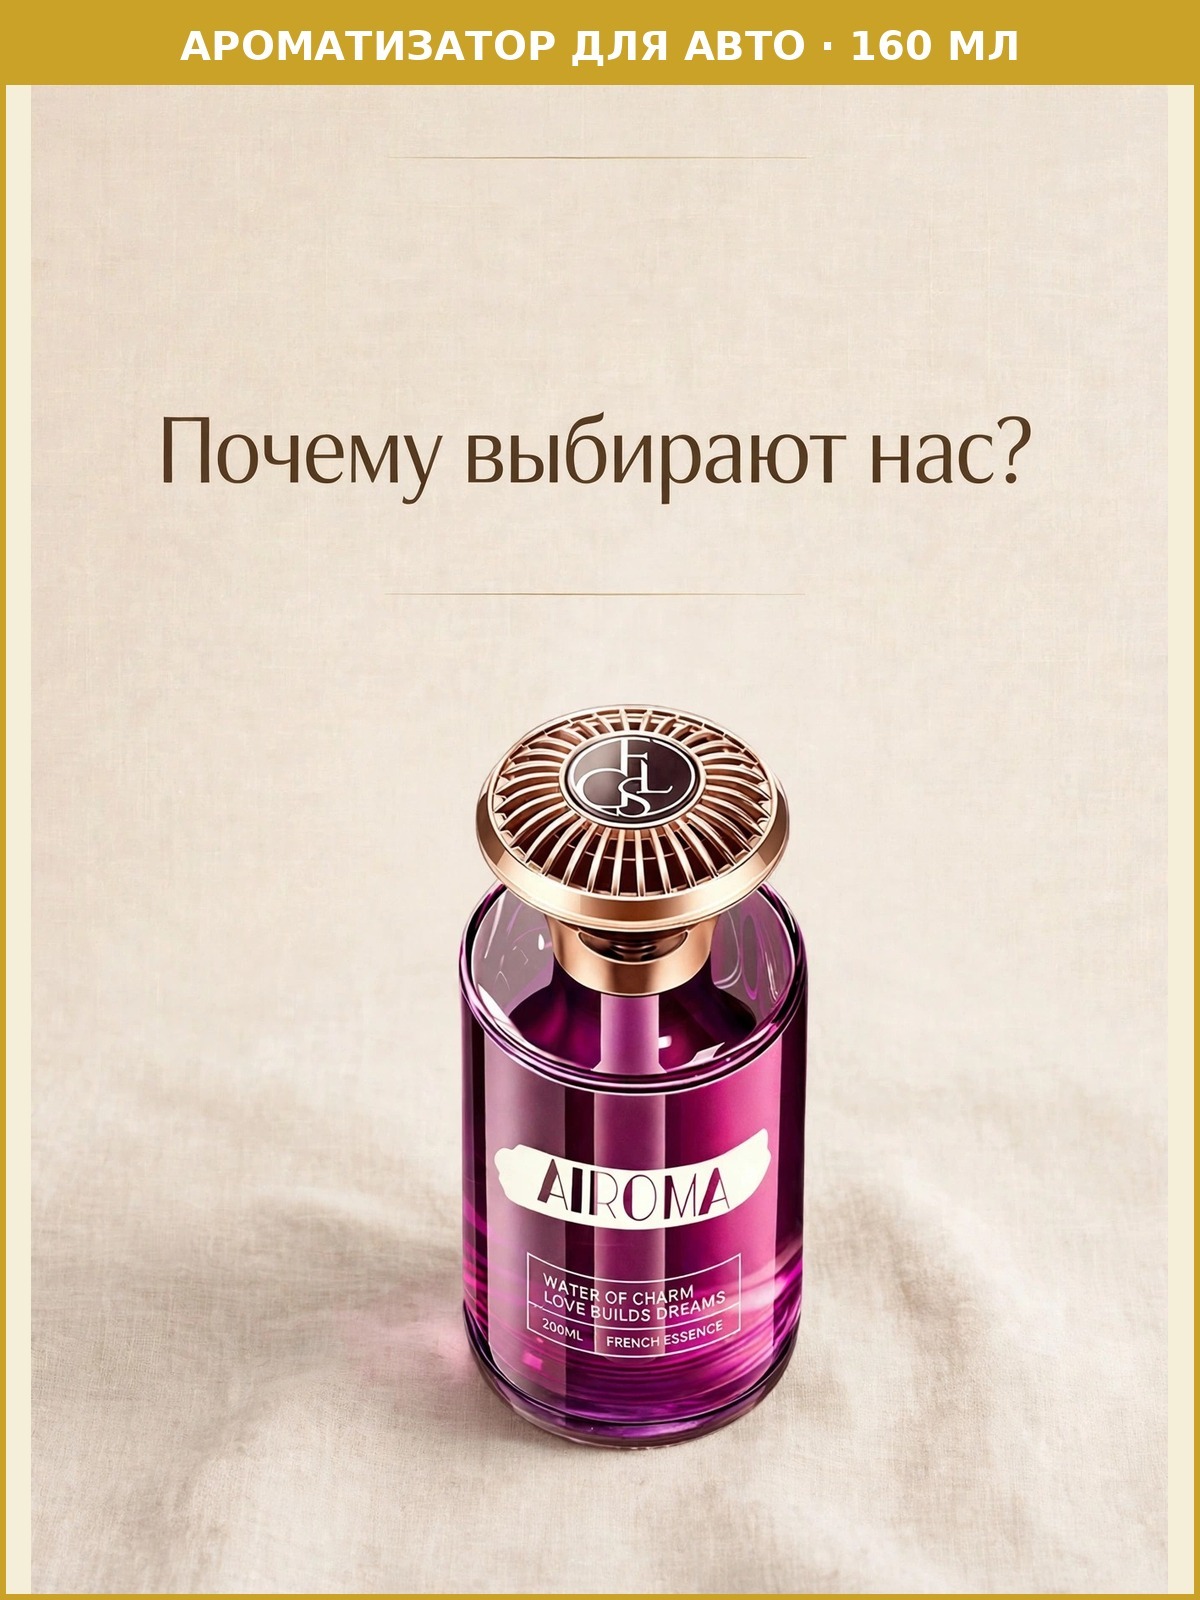 АРОМАТИЗАТОР ДЛЯ АВТО · 160 МЛ
Почему выбирают нас?
AIROMA
WATER OF CHARM
LOVE BUILDS DREAMS
200ML FRENCH ESSENCE